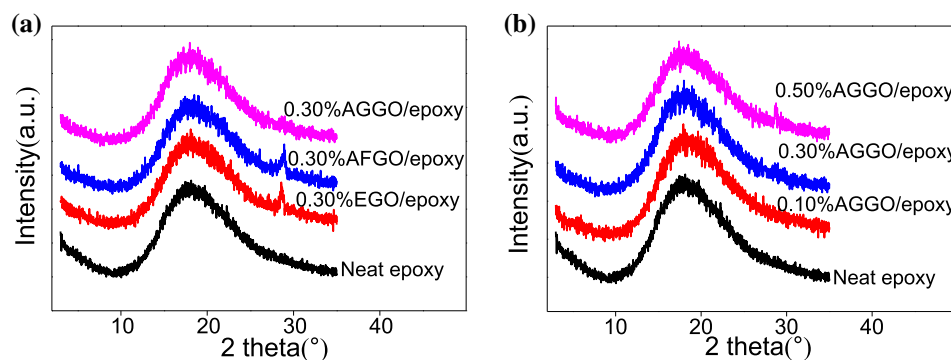 (a)
Intensity(a.u.)
0.30%AGGO/epoxy
0.30%AFGO/epoxy
0.30%EGO/epoxy
Neat epoxy
10 20 30 40
2 theta(°)
(b)
Intensity(a.u.)
0.50%AGGO/epoxy
0.30%AGGO/epoxy
0.10%AGGO/epoxy
Neat epoxy
10 20 30 40
2 theta(°)